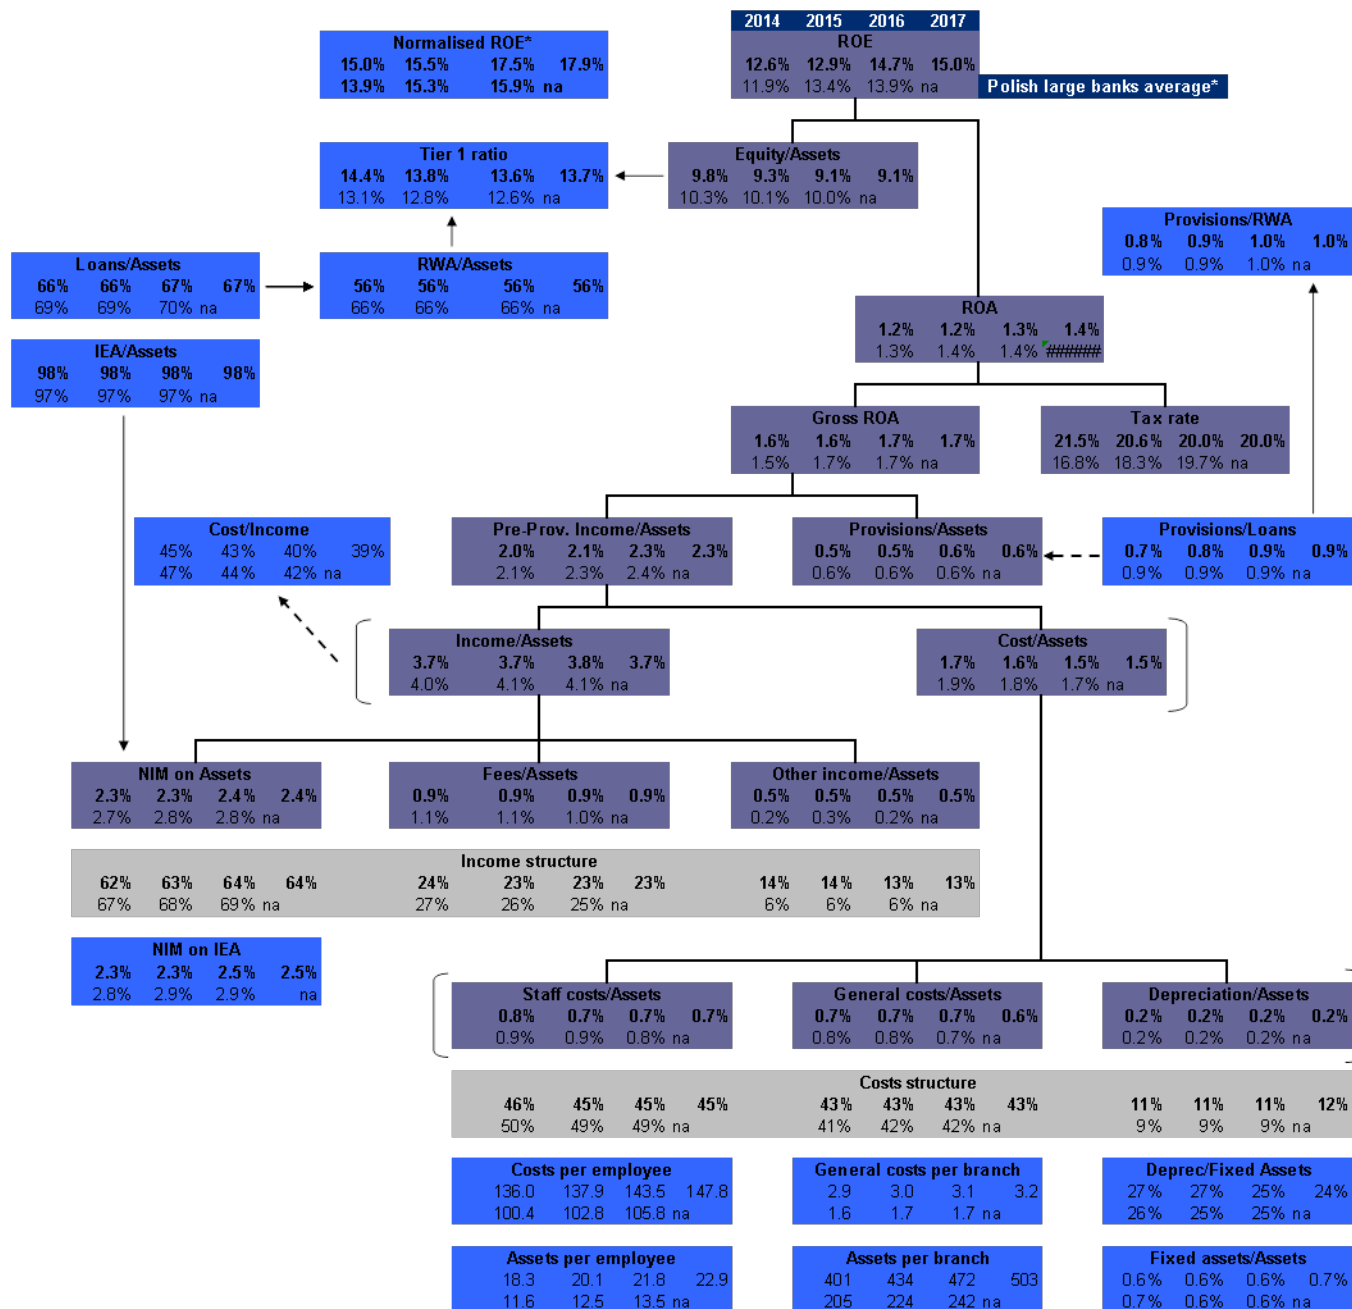 2014 2015 2016 2017
Normalised ROE*
15.0% 15.5% 17.5% 17.9%
13.9% 15.3% 15.9% na
ROE
12.6% 12.9% 14.7% 15.0%
11.9% 13.4% 13.9% na
Polish large banks average*
Tier 1 ratio
14.4% 13.8% 13.6% 13.7%
13.1% 12.8% 12.6% na
Equity/Assets
9.8% 9.3% 9.1% 9.1%
10.3% 10.1% 10.0% na
Provisions/RWA
0.8% 0.9% 1.0% 1.0%
0.9% 0.9% 1.0% na
Loans/Assets
66% 66% 67% 67%
69% 69% 70% na
RWA/Assets
56% 56% 56% 56%
66% 66% 66% na
ROA
1.2% 1.2% 1.3% 1.4%
1.3% 1.4% 1.4% ######
IEA/Assets
98% 98% 98% 98%
97% 97% 97% na
Gross ROA
1.6% 1.6% 1.7% 1.7%
1.5% 1.7% 1.7% na
Tax rate
21.5% 20.6% 20.0% 20.0%
16.8% 18.3% 19.7% na
Cost/Income
45% 43% 40% 39%
47% 44% 42% na
Pre-Prov. Income/Assets
2.0% 2.1% 2.3% 2.3%
2.1% 2.3% 2.4% na
Provisions/Assets
0.5% 0.5% 0.6% 0.6%
0.6% 0.6% 0.6% na
Provisions/Loans
0.7% 0.8% 0.9% 0.9%
0.9% 0.9% 0.9% na
Income/Assets
3.7% 3.7% 3.8% 3.7%
4.0% 4.1% 4.1% na
Cost/Assets
1.7% 1.6% 1.5% 1.5%
1.9% 1.8% 1.7% na
NIM on Assets
2.3% 2.3% 2.4% 2.4%
2.7% 2.8% 2.8% na
Fees/Assets
0.9% 0.9% 0.9% 0.9%
1.1% 1.1% 1.0% na
Other income/Assets
0.5% 0.5% 0.5% 0.5%
0.2% 0.3% 0.2% na
Income structure
62% 63% 64% 64% 24% 23% 23% 23% 14% 14% 13% 13%
67% 68% 69% na 27% 26% 25% na 6% 6% 6% na
NIM on IEA
2.3% 2.3% 2.5% 2.5%
2.8% 2.9% 2.9% na
Staff costs/Assets
0.8% 0.7% 0.7% 0.7%
0.9% 0.9% 0.8% na
General costs/Assets
0.7% 0.7% 0.7% 0.6%
0.8% 0.8% 0.7% na
Depreciation/Assets
0.2% 0.2% 0.2% 0.2%
0.2% 0.2% 0.2% na
Costs structure
46% 45% 45% 45% 43% 43% 43% 43% 11% 11% 11% 12%
50% 49% 49% na 41% 42% 42% na 9% 9% 9% na
Costs per employee
136.0 137.9 143.5 147.8
100.4 102.8 105.8 na
General costs per branch
2.9 3.0 3.1 3.2
1.6 1.7 1.7 na
Deprec/Fixed Assets
27% 27% 25% 24%
26% 25% 25% na
Assets per employee
18.3 20.1 21.8 22.9
11.6 12.5 13.5 na
Assets per branch
401 434 472 503
205 224 242 na
Fixed assets/Assets
0.6% 0.6% 0.6% 0.7%
0.7% 0.6% 0.6% na